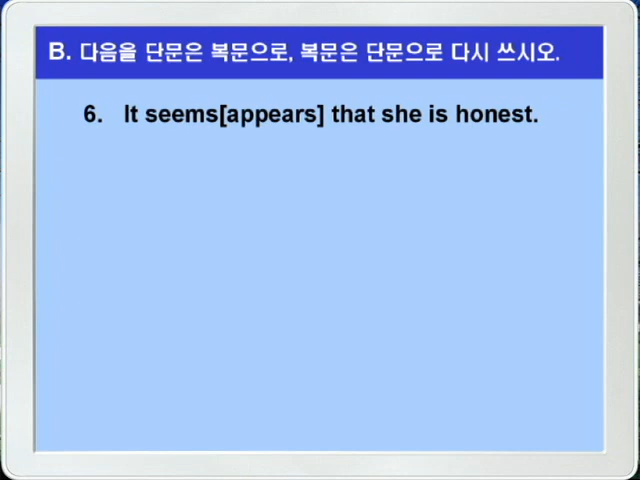 B. 다음을 단문은 복문으로, 복문은 단문으로 다시 쓰시오.
6. It seems[appears] that she is honest.